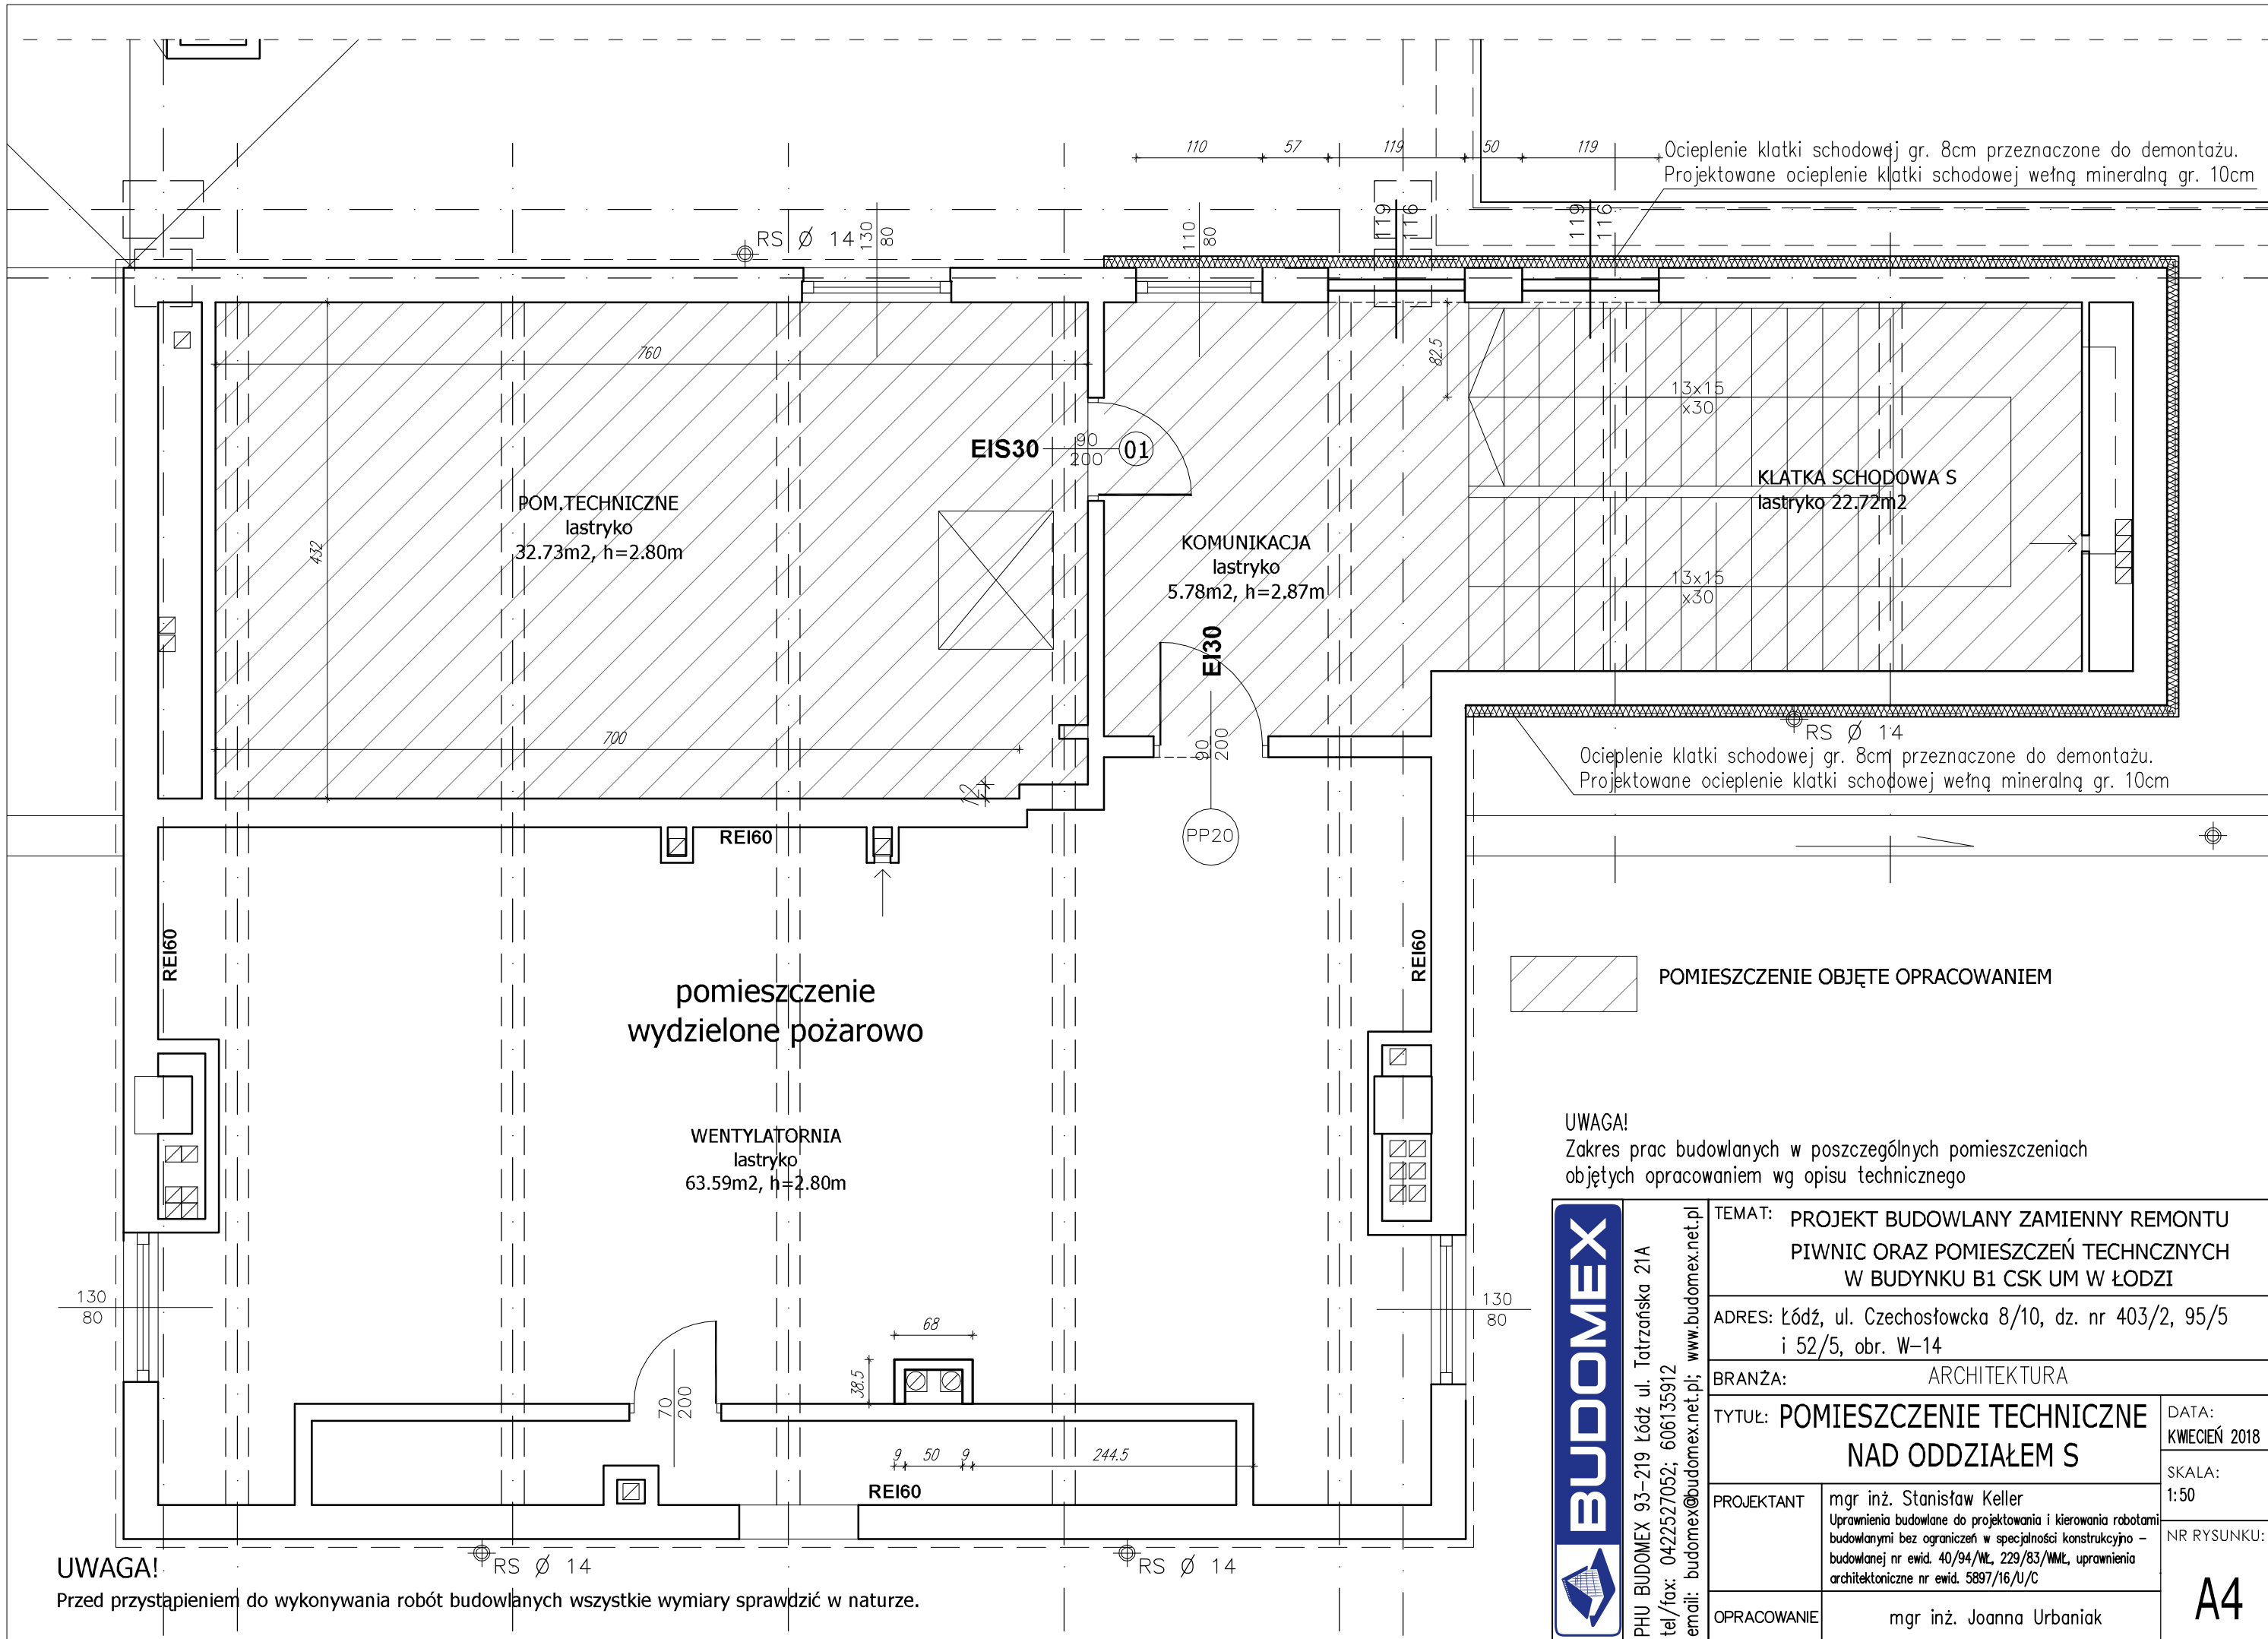 110
57
119
50
119
Ocieplenie klatki schodowej gr. 8cm przeznaczone do demontażu.
Projektowane ocieplenie klatki schodowej wełną mineralną gr. 10cm
RS Ø 14
130
80
110
80
119
116
119
116
760
82.5
13x15
x30
EIS30
90
200
01
KLATKA SCHODOWA S
lastryko 22.72m2
POM.TECHNICZNE
lastryko
32.73m2, h=2.80m
432
KOMUNIKACJA
lastryko
5.78m2, h=2.87m
13x15
x30
EI30
700
12
90
200
RS Ø 14
Ocieplenie klatki schodowej gr. 8cm przeznaczone do demontażu.
Projektowane ocieplenie klatki schodowej wełną mineralną gr. 10cm
REI60
PP20
REI60
REI60
pomieszczenie
wydzielone pożarowo
POMIESZCZENIE OBJĘTE OPRACOWANIEM
WENTYLATORNIA
lastryko
63.59m2, h=2.80m
UWAGA!
Zakres prac budowlanych w poszczególnych pomieszczeniach
objętych opracowaniem wg opisu technicznego
130
80
130
80
68
38.5
70
200
9
50
9
244.5
REI60
RS Ø 14
RS Ø 14
UWAGA!
Przed przystąpieniem do wykonywania robót budowlanych wszystkie wymiary sprawdzić w naturze.
BUDOMEX
PHU BUDOMEX 93-219 Łódź ul. Tatrzańska 21A
tel/fax: 0422527052; 606135912
email: budomex@budomex.net.pl; www.budomex.net.pl
TEMAT: PROJEKT BUDOWLANY ZAMIENNY REMONTU
PIWNIC ORAZ POMIESZCZEŃ TECHNCZNYCH
W BUDYNKU B1 CSK UM W ŁODZI
ADRES: Łódź, ul. Czechosłowcka 8/10, dz. nr 403/2, 95/5
i 52/5, obr. W-14
BRANŻA: ARCHITEKTURA
TYTUŁ: POMIESZCZENIE TECHNICZNE
NAD ODDZIAŁEM S
DATA:
KWIECIEŃ 2018
SKALA:
1:50
PROJEKTANT
mgr inż. Stanisław Keller
Uprawnienia budowlane do projektowania i kierowania robotami
budowlanymi bez ograniczeń w specjalności konstrukcyjno –
budowlanej nr ewid. 40/94/WŁ, 229/83/WMŁ, uprawnienia
architektoniczne nr ewid. 5897/16/U/C
NR RYSUNKU:
A4
OPRACOWANIE
mgr inż. Joanna Urbaniak